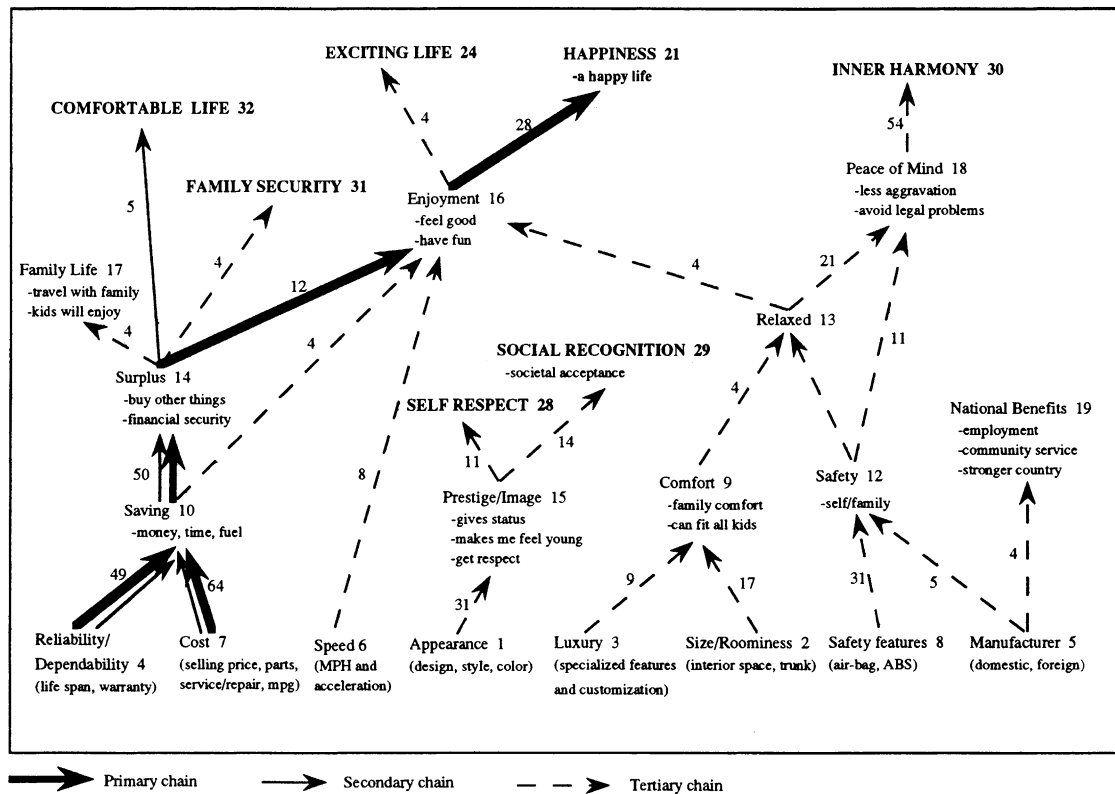 EXCITING LIFE 24
HAPPINESS 21
-a happy life
INNER HARMONY 30
COMFORTABLE LIFE 32
4
28
54
FAMILY SECURITY 31
Enjoyment 16
-feel good
-have fun
Peace of Mind 18
-less aggravation
-avoid legal problems
5
4
Family Life 17
-travel with family
-kids will enjoy
12
4
21
4
4
Relaxed 13
11
SOCIAL RECOGNITION 29
-societal acceptance
Surplus 14
-buy other things
-financial security
4
SELF RESPECT 28
National Benefits 19
-employment
-community service
-stronger country
14
11
50
8
Comfort 9
-family comfort
-can fit all kids
Safety 12
-self/family
Prestige/Image 15
-gives status
-makes me feel young
-get respect
Saving 10
-money, time, fuel
4
49
64
31
9
17
31
5
Reliability/
Dependability 4
(life span, warranty)
Cost 7
(selling price, parts,
service/repair, mpg)
Speed 6
(MPH and
acceleration)
Appearance 1
(design, style, color)
Luxury 3
(specialized features
and customization)
Size/Roominess 2
(interior space, trunk)
Safety features 8
(air-bag, ABS)
Manufacturer 5
(domestic, foreign)
Primary chain
Secondary chain
Tertiary chain